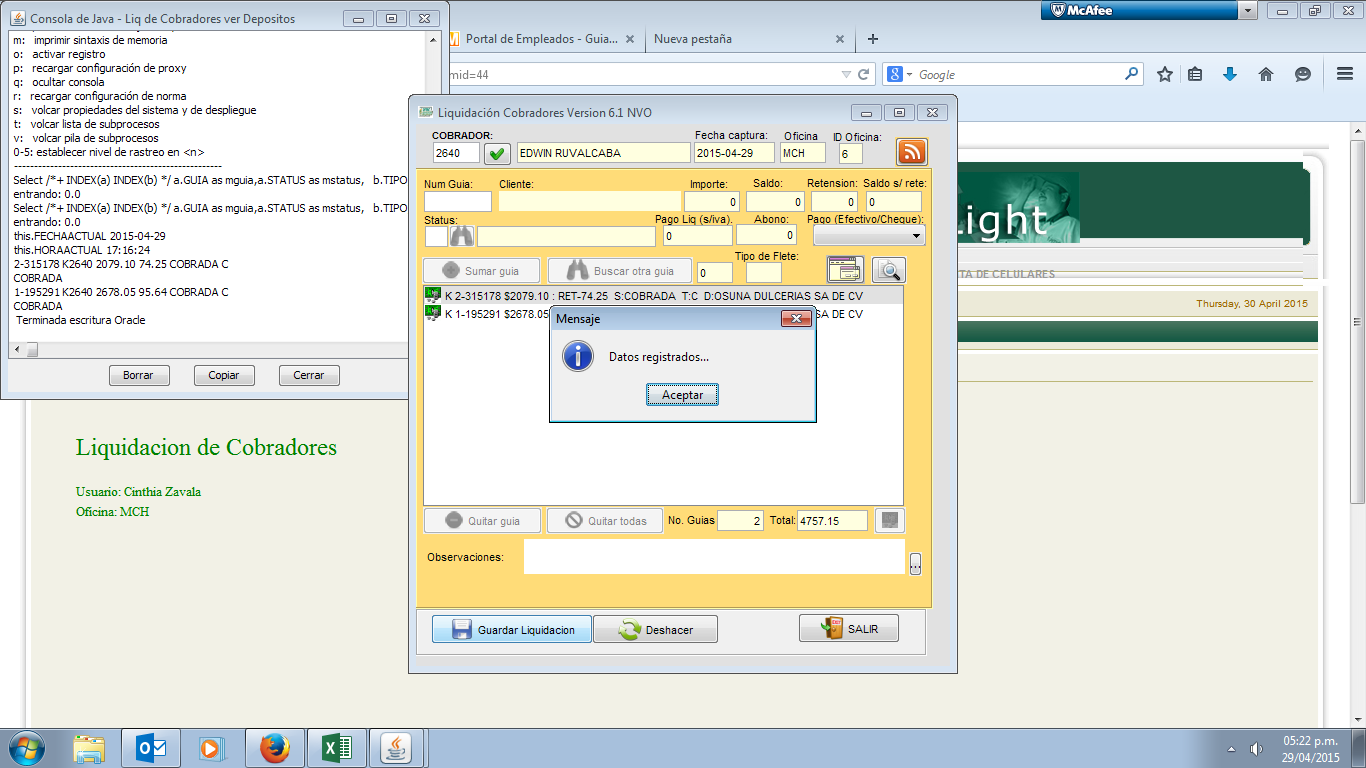 Consola de Java - Liq de Cobradores ver Depositos
m: imprimir sintaxis de memoria
o: activar registro
p: recargar configuración de proxy
q: ocultar consola
r: recargar configuración de norma
s: volcar propiedades del sistema y de despliegue
t: volcar lista de subprocesos
v: volcar pila de subprocesos
0-5: establecer nivel de rastreo en <n>
----------------------------------------------------
Select /*+ INDEX(a) INDEX(b) */ a.GUIA as mguia,a.STATUS as mstatus, b.TIPO
entrando: 0.0
Select /*+ INDEX(a) INDEX(b) */ a.GUIA as mguia,a.STATUS as mstatus, b.TIPO
entrando: 0.0
this.FECHAACTUAL 2015-04-29
this.HORAACTUAL 17:16:24
2-315178 K2640 2079.10 74.25 COBRADA C
COBRADA
1-195291 K2640 2678.05 95.64 COBRADA C
COBRADA
Terminada escritura Oracle
Borrar Copiar Cerrar
McAfee
Portal de Empleados - Guia... Nueva pestaña
mid=44
Google
ight
CTA DE CELULARES
Thursday, 30 April 2015
Liquidacion de Cobradores
Usuario: Cinthia Zavala
Oficina: MCH
Liquidación Cobradores Version 6.1 NVO
COBRADOR: Fecha captura: Oficina ID Oficina:
2640 EDWIN RUVALCABA 2015-04-29 MCH 6
Num Guia: Cliente: Importe: Saldo: Retension: Saldo s/ rete:
0 0 0 0
Status: Pago Liq (s/iva). Abono: Pago (Efectivo/Cheque):
0 0
Tipo de Flete:
Sumar guia Buscar otra guia 0
K 2-315178 $2079.10 : RET-74.25 S:COBRADA T:C D:OSUNA DULCERIAS SA DE CV
K 1-195291 $2678.05 SA DE CV
Mensaje
Datos registrados...
Aceptar
Quitar guia Quitar todas No. Guias 2 Total: 4757.15
Observaciones:
...
Guardar Liquidacion Deshacer SALIR
05:22 p.m.
29/04/2015